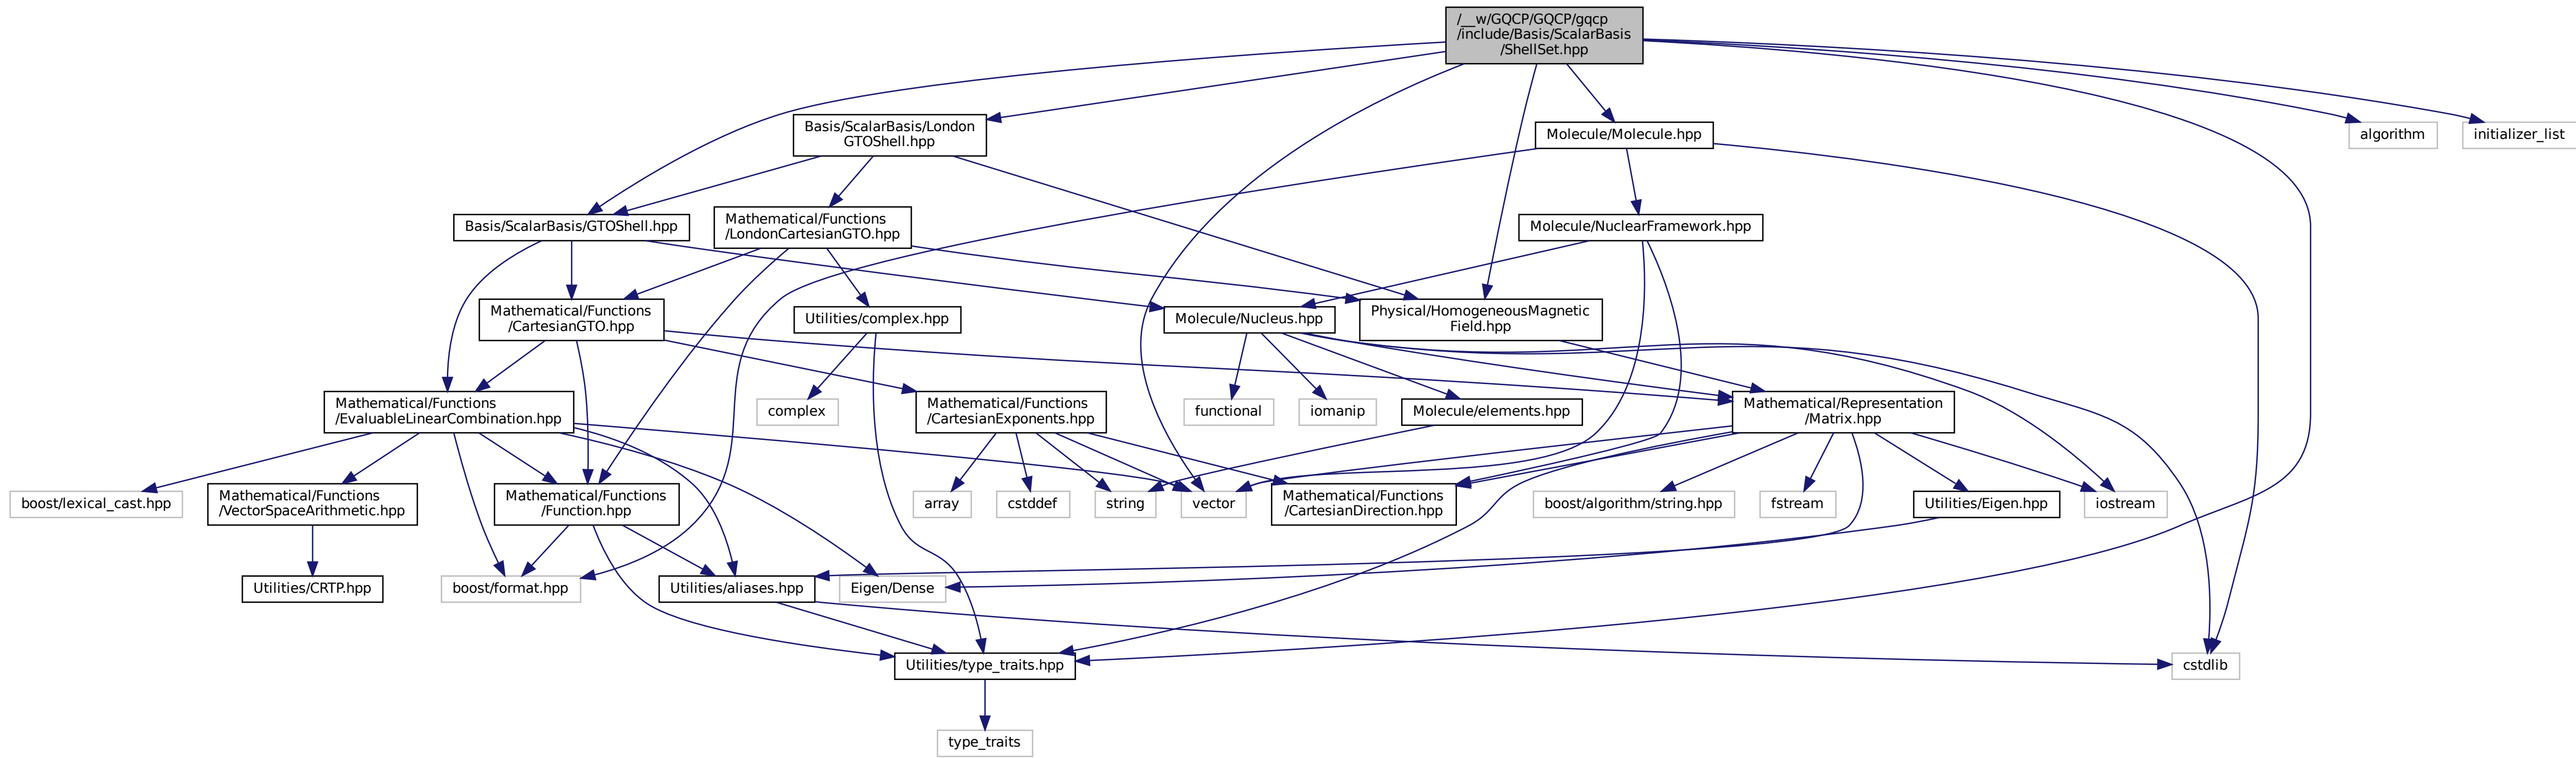 /__w/GQCP/GQCP/gqcp
/include/Basis/ScalarBasis
/ShellSet.hpp
Basis/ScalarBasis/London
GTOShell.hpp
Molecule/Molecule.hpp
algorithm
initializer_list
Basis/ScalarBasis/GTOShell.hpp
Mathematical/Functions
/LondonCartesianGTO.hpp
Molecule/NuclearFramework.hpp
Mathematical/Functions
/CartesianGTO.hpp
Utilities/complex.hpp
Molecule/Nucleus.hpp
Physical/HomogeneousMagnetic
Field.hpp
Mathematical/Functions
/EvaluableLinearCombination.hpp
complex
Mathematical/Functions
/CartesianExponents.hpp
functional
iomanip
Molecule/elements.hpp
Mathematical/Representation
/Matrix.hpp
boost/lexical_cast.hpp
Mathematical/Functions
/VectorSpaceArithmetic.hpp
Mathematical/Functions
/Function.hpp
array
cstddef
string
vector
Mathematical/Functions
/CartesianDirection.hpp
boost/algorithm/string.hpp
fstream
Utilities/Eigen.hpp
iostream
Utilities/CRTP.hpp
boost/format.hpp
Utilities/aliases.hpp
Eigen/Dense
Utilities/type_traits.hpp
cstdlib
type_traits